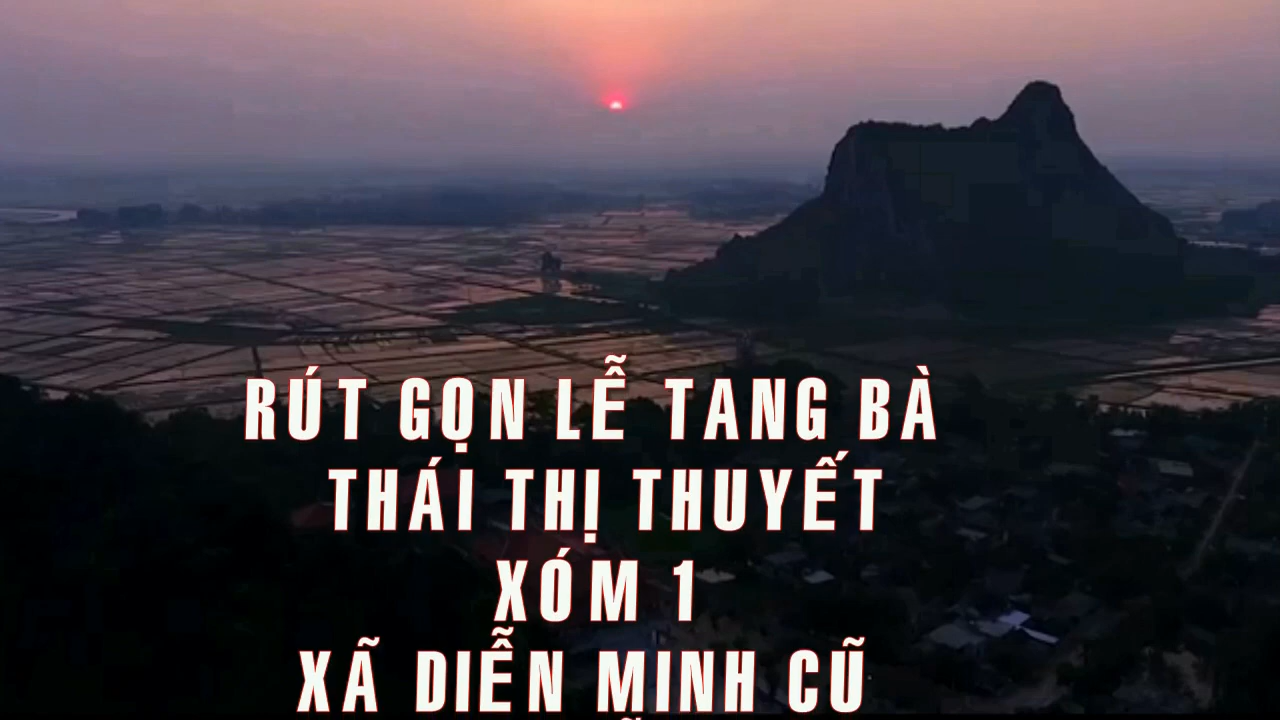 RÚT GỌN LỄ TANG BÀ
THÁI THỊ THUYẾT
XÓM 1
XÃ DIỄN MINH CŨ